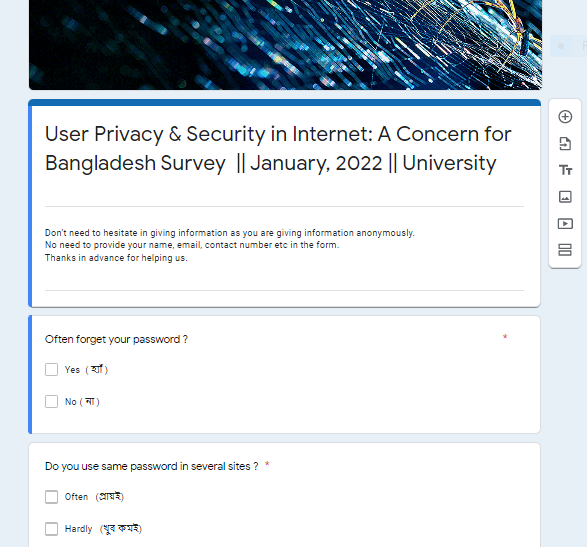 User Privacy & Security in Internet: A Concern for
Bangladesh Survey || January, 2022 || University
Don't need to hesitate in giving information as you are giving information anonymously.
No need to provide your name, email, contact number etc in the form.
Thanks in advance for helping us.
Often forget your password ? *
Yes ( হ্যাঁ )
No ( না )
Do you use same password in several sites ? *
Often (প্রায়ই)
Hardly (খুব কমই)
Tт